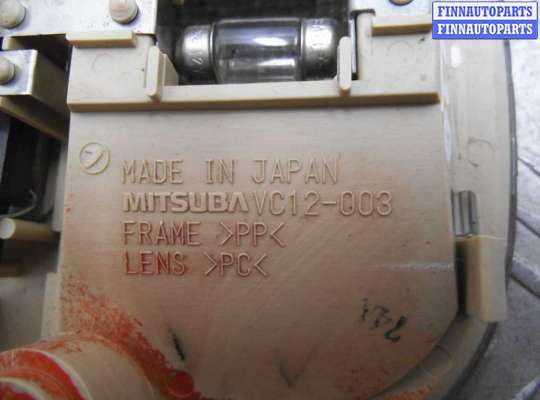 FINNAUTOPARTS
FINNAUTOPARTS
MADE IN JAPAN
MITSUBA VC12-003
FRAME >PP<
LENS >PC<